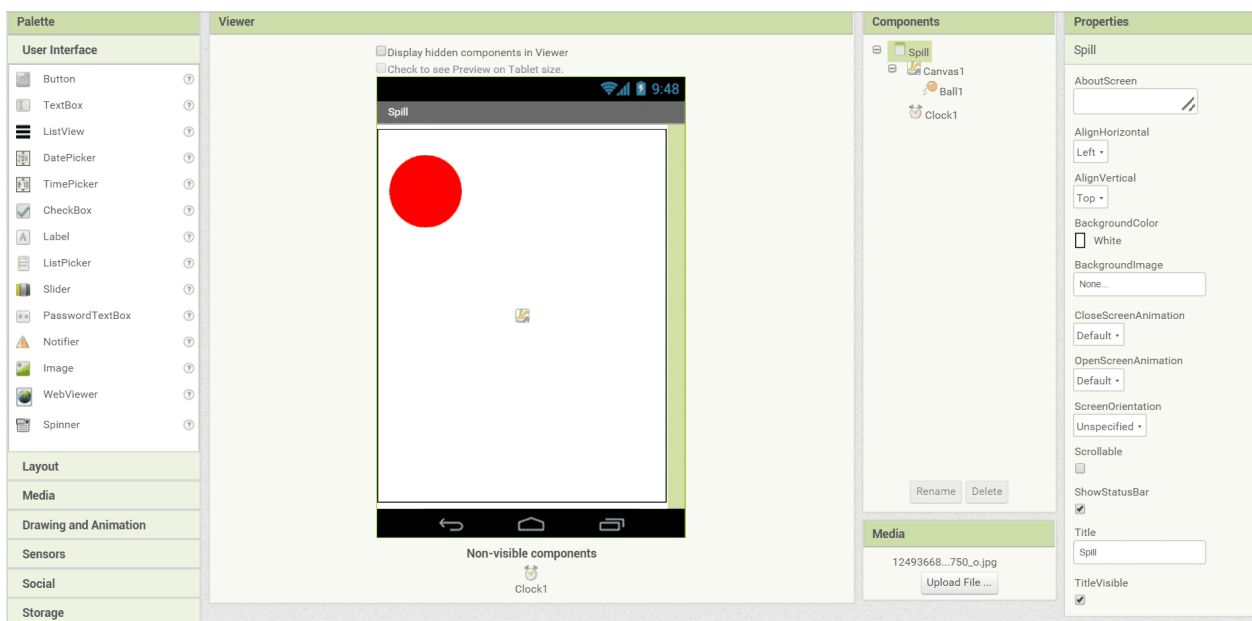 Palette
User Interface
Button
TextBox
ListView
DatePicker
TimePicker
CheckBox
Label
ListPicker
Slider
PasswordTextBox
Notifier
Image
WebViewer
Spinner
Layout
Media
Drawing and Animation
Sensors
Social
Storage
Viewer
Display hidden components in Viewer
Check to see Preview on Tablet size.
9:48
Spill
Non-visible components
Clock1
Components
Spill
Canvas1
Ball1
Clock1
Rename Delete
Media
12493668...750_o.jpg
Upload File ...
Properties
Spill
AboutScreen
AlignHorizontal
Left
AlignVertical
Top
BackgroundColor
White
BackgroundImage
None...
CloseScreenAnimation
Default
OpenScreenAnimation
Default
ScreenOrientation
Unspecified
Scrollable
ShowStatusBar
Title
Spill
TitleVisible